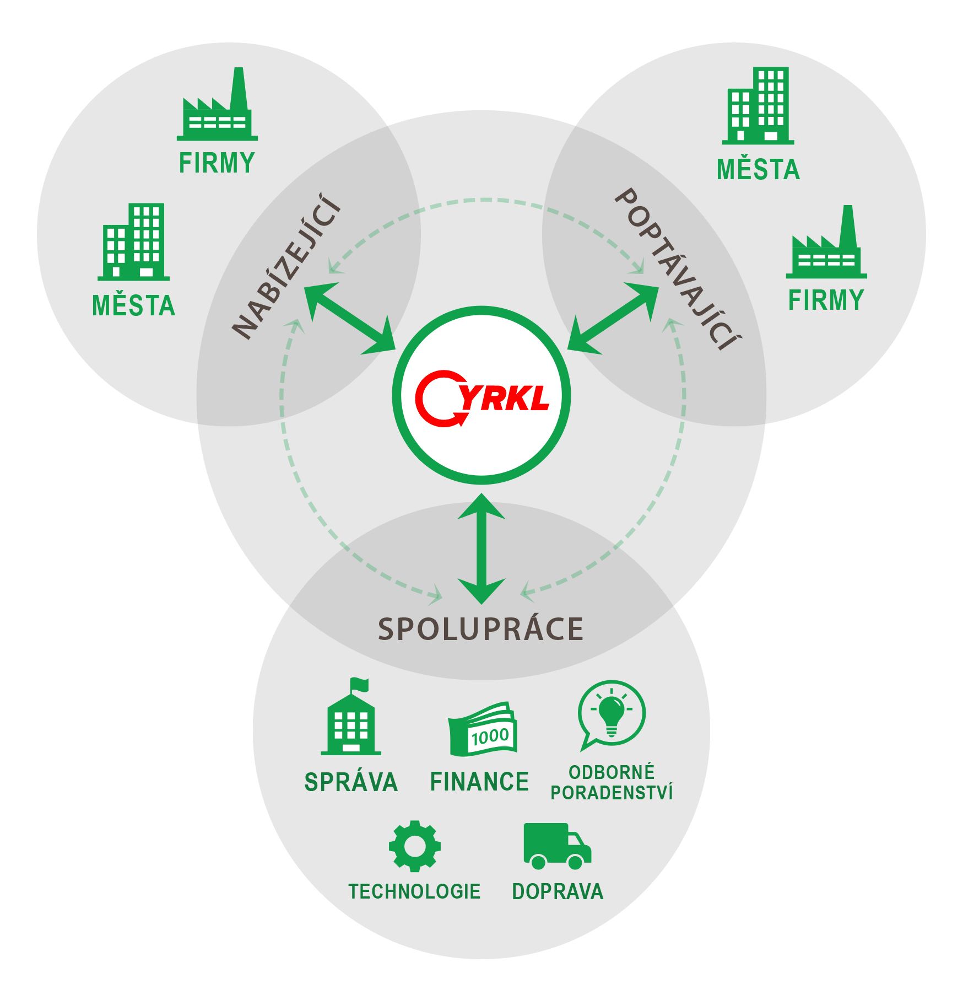 FIRMY
MĚSTA
NABÍZEJÍCÍ
MĚSTA
FIRMY
POPTÁVAJÍCÍ
CYRKL
SPOLUPRÁCE
SPRÁVA
1000
FINANCE
ODBORNÉ
PORADENSTVÍ
TECHNOLOGIE
DOPRAVA